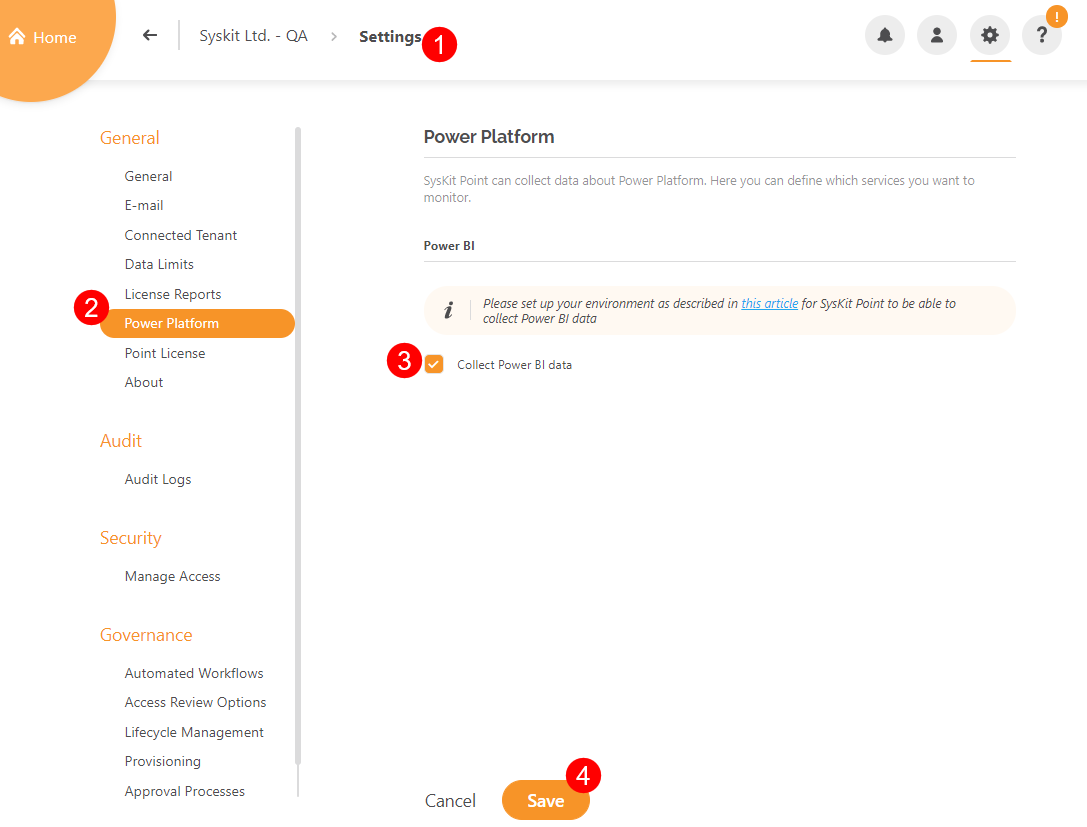 Home
Syskit Ltd. - QA
Settings
1
!
?
General
General
E-mail
Connected Tenant
Data Limits
License Reports
2
Power Platform
Point License
About
Audit
Audit Logs
Security
Manage Access
Governance
Automated Workflows
Access Review Options
Lifecycle Management
Provisioning
Approval Processes
Power Platform
SysKit Point can collect data about Power Platform. Here you can define which services you want to
monitor.
Power BI
i
Please set up your environment as described in this article for SysKit Point to be able to
collect Power BI data
3
Collect Power BI data
4
Cancel
Save